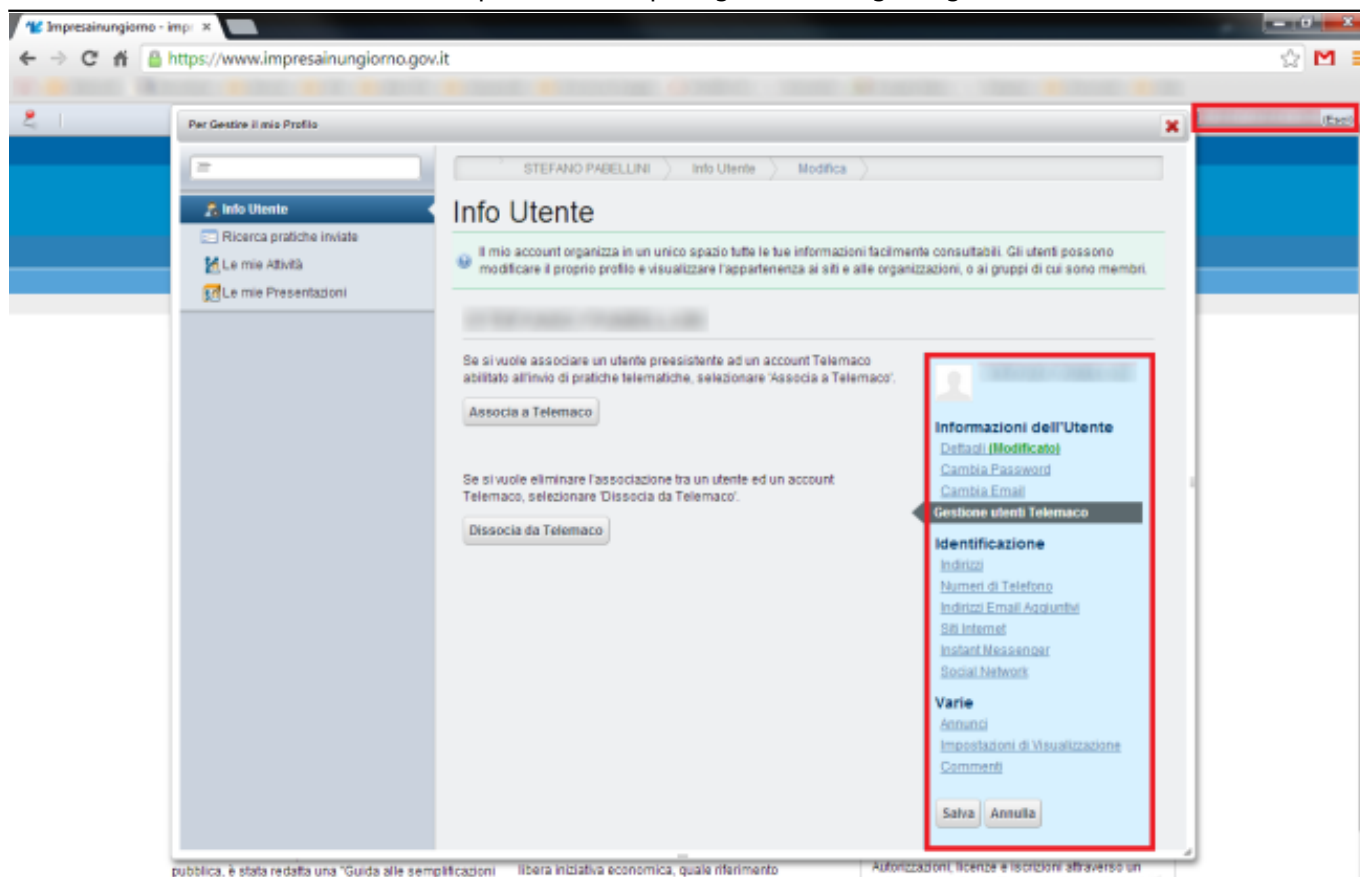 Impresainungiorno - imp
https://www.impresainungiorno.gov.it
Per Gestire il mio Profilo
(Esci)
STEFANO PABELLINI
Info Utente
Modifica
Info Utente
Ricerca pratiche inviate
Le mie Attività
Le mie Presentazioni
Info Utente
Il mio account organizza in un unico spazio tutte le tue informazioni facilmente consultabili. Gli utenti possono
modificare il proprio profilo e visualizzare l'appartenenza ai siti e alle organizzazioni, o ai gruppi di cui sono membri.
Se si vuole associare un utente preesistente ad un account Telemaco
abilitato all'invio di pratiche telematiche, selezionare 'Associa a Telemaco'.
Associa a Telemaco
Se si vuole eliminare l'associazione tra un utente ed un account
Telemaco, selezionare 'Dissocia da Telemaco'.
Dissocia da Telemaco
Informazioni dell'Utente
Dettagli (Modificato)
Cambia Password
Cambia Email
Gestione utenti Telemaco
Identificazione
Indirizzi
Numeri di Telefono
Indirizzi Email Aggiuntivi
Siti Internet
Instant Messenger
Social Network
Varie
Annunci
Impostazioni di Visualizzazione
Commenti
Salva
Annulla
pubblica, è stata redatta una "Guida alle semplificazioni
libera iniziativa economica, quale riferimento
Autorizzazioni, licenze e iscrizioni attraverso un